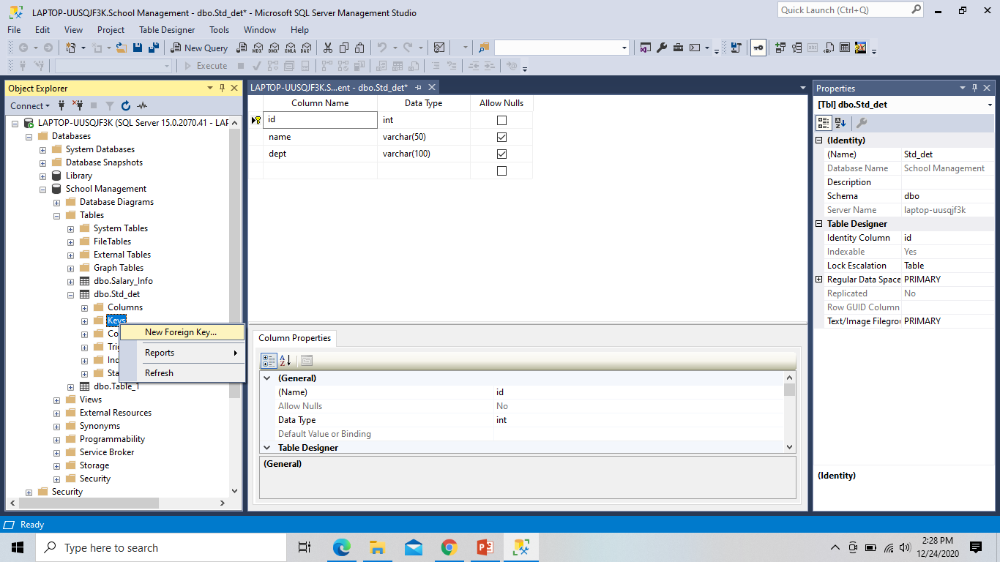 LAPTOP-UUSQJF3K.School Management - dbo.Std_det* - Microsoft SQL Server Management Studio
Quick Launch (Ctrl+Q)
File Edit View Project Table Designer Tools Window Help
New Query
MDX DMX XMLA DAX
Execute
Object Explorer
Connect
LAPTOP-UUSQJF3K (SQL Server 15.0.2070.41 - LAF
Databases
System Databases
Database Snapshots
Library
School Management
Database Diagrams
Tables
System Tables
FileTables
External Tables
Graph Tables
dbo.Salary_Info
dbo.Std_det
Columns
Keys
Co
Trig
Ind
Sta
New Foreign Key...
Reports
Refresh
dbo.Table_1
Views
External Resources
Synonyms
Programmability
Service Broker
Storage
Security
Security
LAPTOP-UUSQJF3K.S...ent - dbo.Std_det*
Column Name Data Type Allow Nulls
id int
name varchar(50)
dept varchar(100)
Column Properties
(General)
(Name) id
Allow Nulls No
Data Type int
Default Value or Binding
Table Designer
(General)
Properties
[Tbl] dbo.Std_det
(Identity)
(Name) Std_det
Database Name School Management
Description
Schema dbo
Server Name laptop-uusqjf3k
Table Designer
Identity Column id
Indexable Yes
Lock Escalation Table
Regular Data Space PRIMARY
Replicated No
Row GUID Column
Text/Image Filegrou PRIMARY
(Identity)
Ready
Type here to search
2:28 PM
12/24/2020